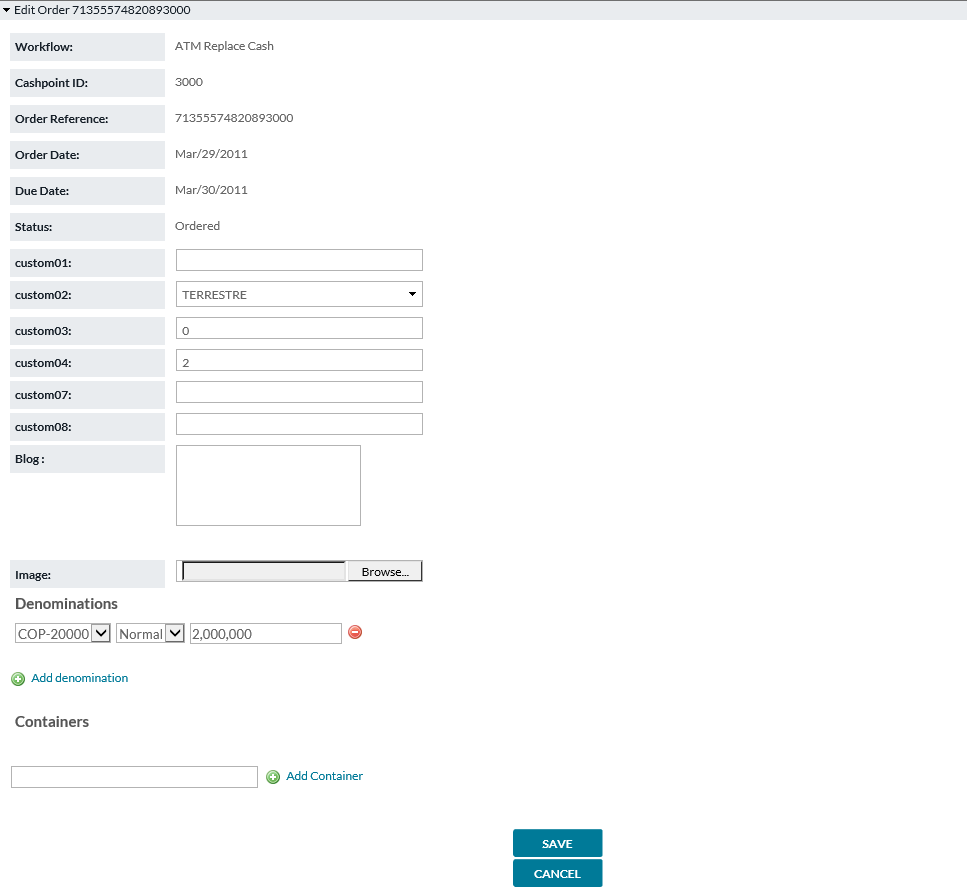 Edit Order 71355574820893000
Workflow: ATM Replace Cash
Cashpoint ID: 3000
Order Reference: 71355574820893000
Order Date: Mar/29/2011
Due Date: Mar/30/2011
Status: Ordered
custom01:
custom02: TERRESTRE
custom03: 0
custom04: 2
custom07:
custom08:
Blog :
Image: Browse...
Denominations
COP-20000 Normal 2,000,000
Add denomination
Containers
Add Container
SAVE
CANCEL